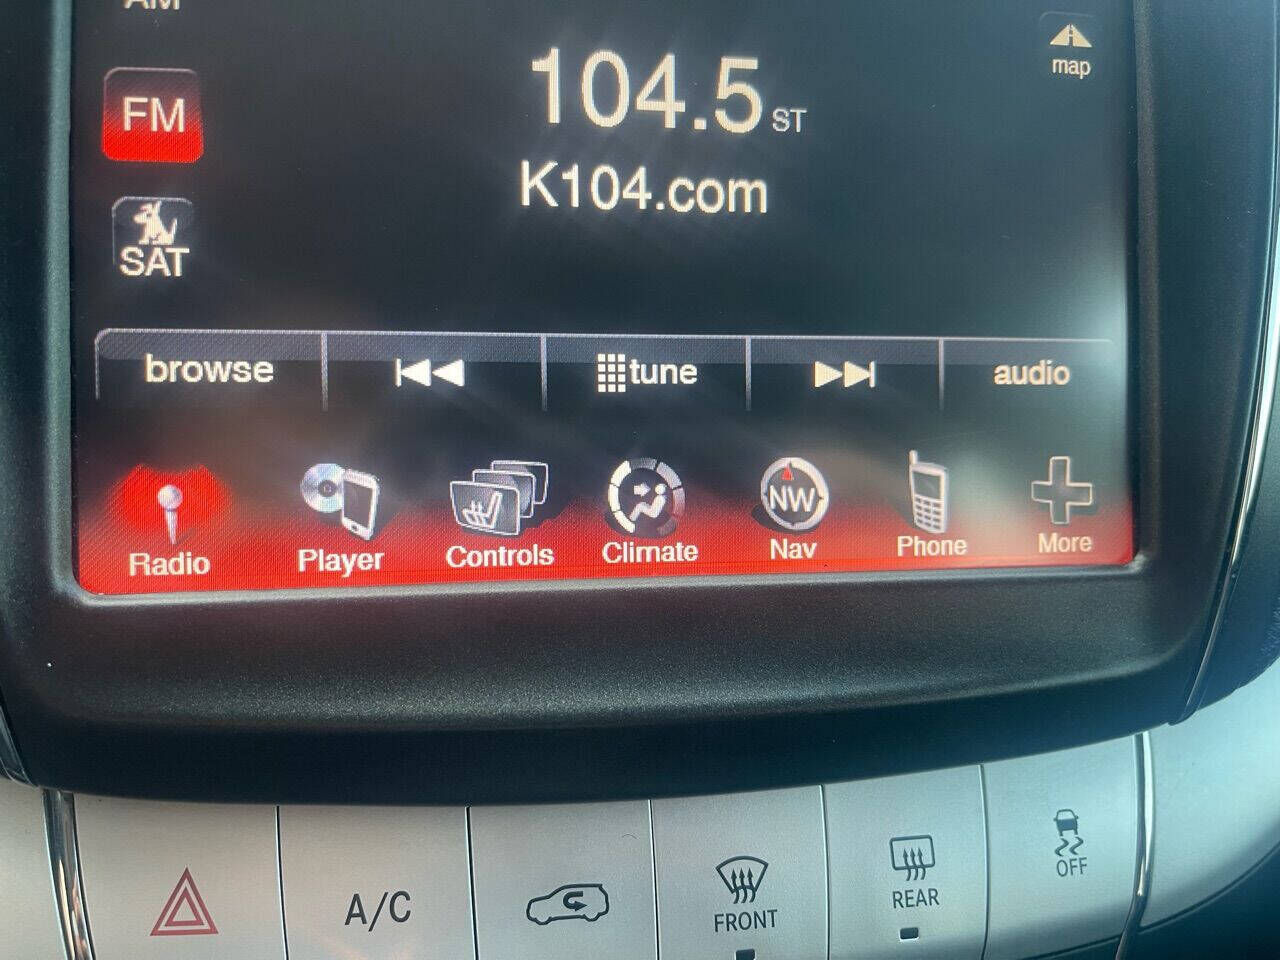 AM
FM
SAT
104.5 ST
K104.com
map
browse
tune
audio
Radio
Player
Controls
NW
Climate
Nav
Phone
More
A/C
FRONT
REAR
OFF